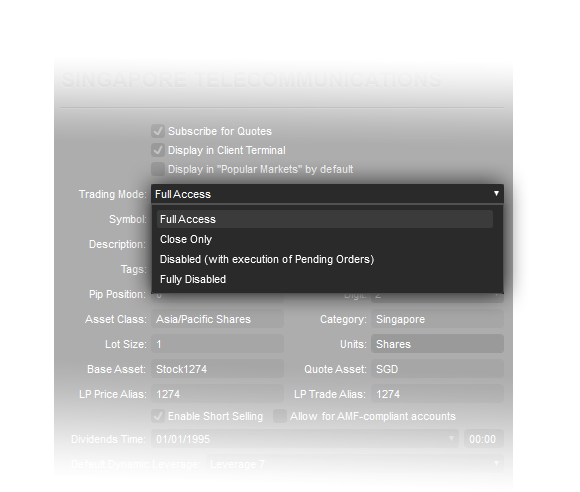 SINGAPORE TELECOMMUNICATIONS
Subscribe for Quotes
Display in Client Terminal
Display in "Popular Markets" by default
Trading Mode: Full Access
Symbol: Full Access
Close Only
Description: Disabled (with execution of Pending Orders)
Tags: Fully Disabled
Pip Position: 0 Digit: 2
Asset Class: Asia/Pacific Shares Category: Singapore
Lot Size: 1 Units: Shares
Base Asset: Stock1274 Quote Asset: SGD
LP Price Alias: 1274 LP Trade Alias: 1274
Enable Short Selling Allow for AMF-compliant accounts
Dividends Time: 01/01/1995 00:00
Default Dynamic Leverage: Leverage 7